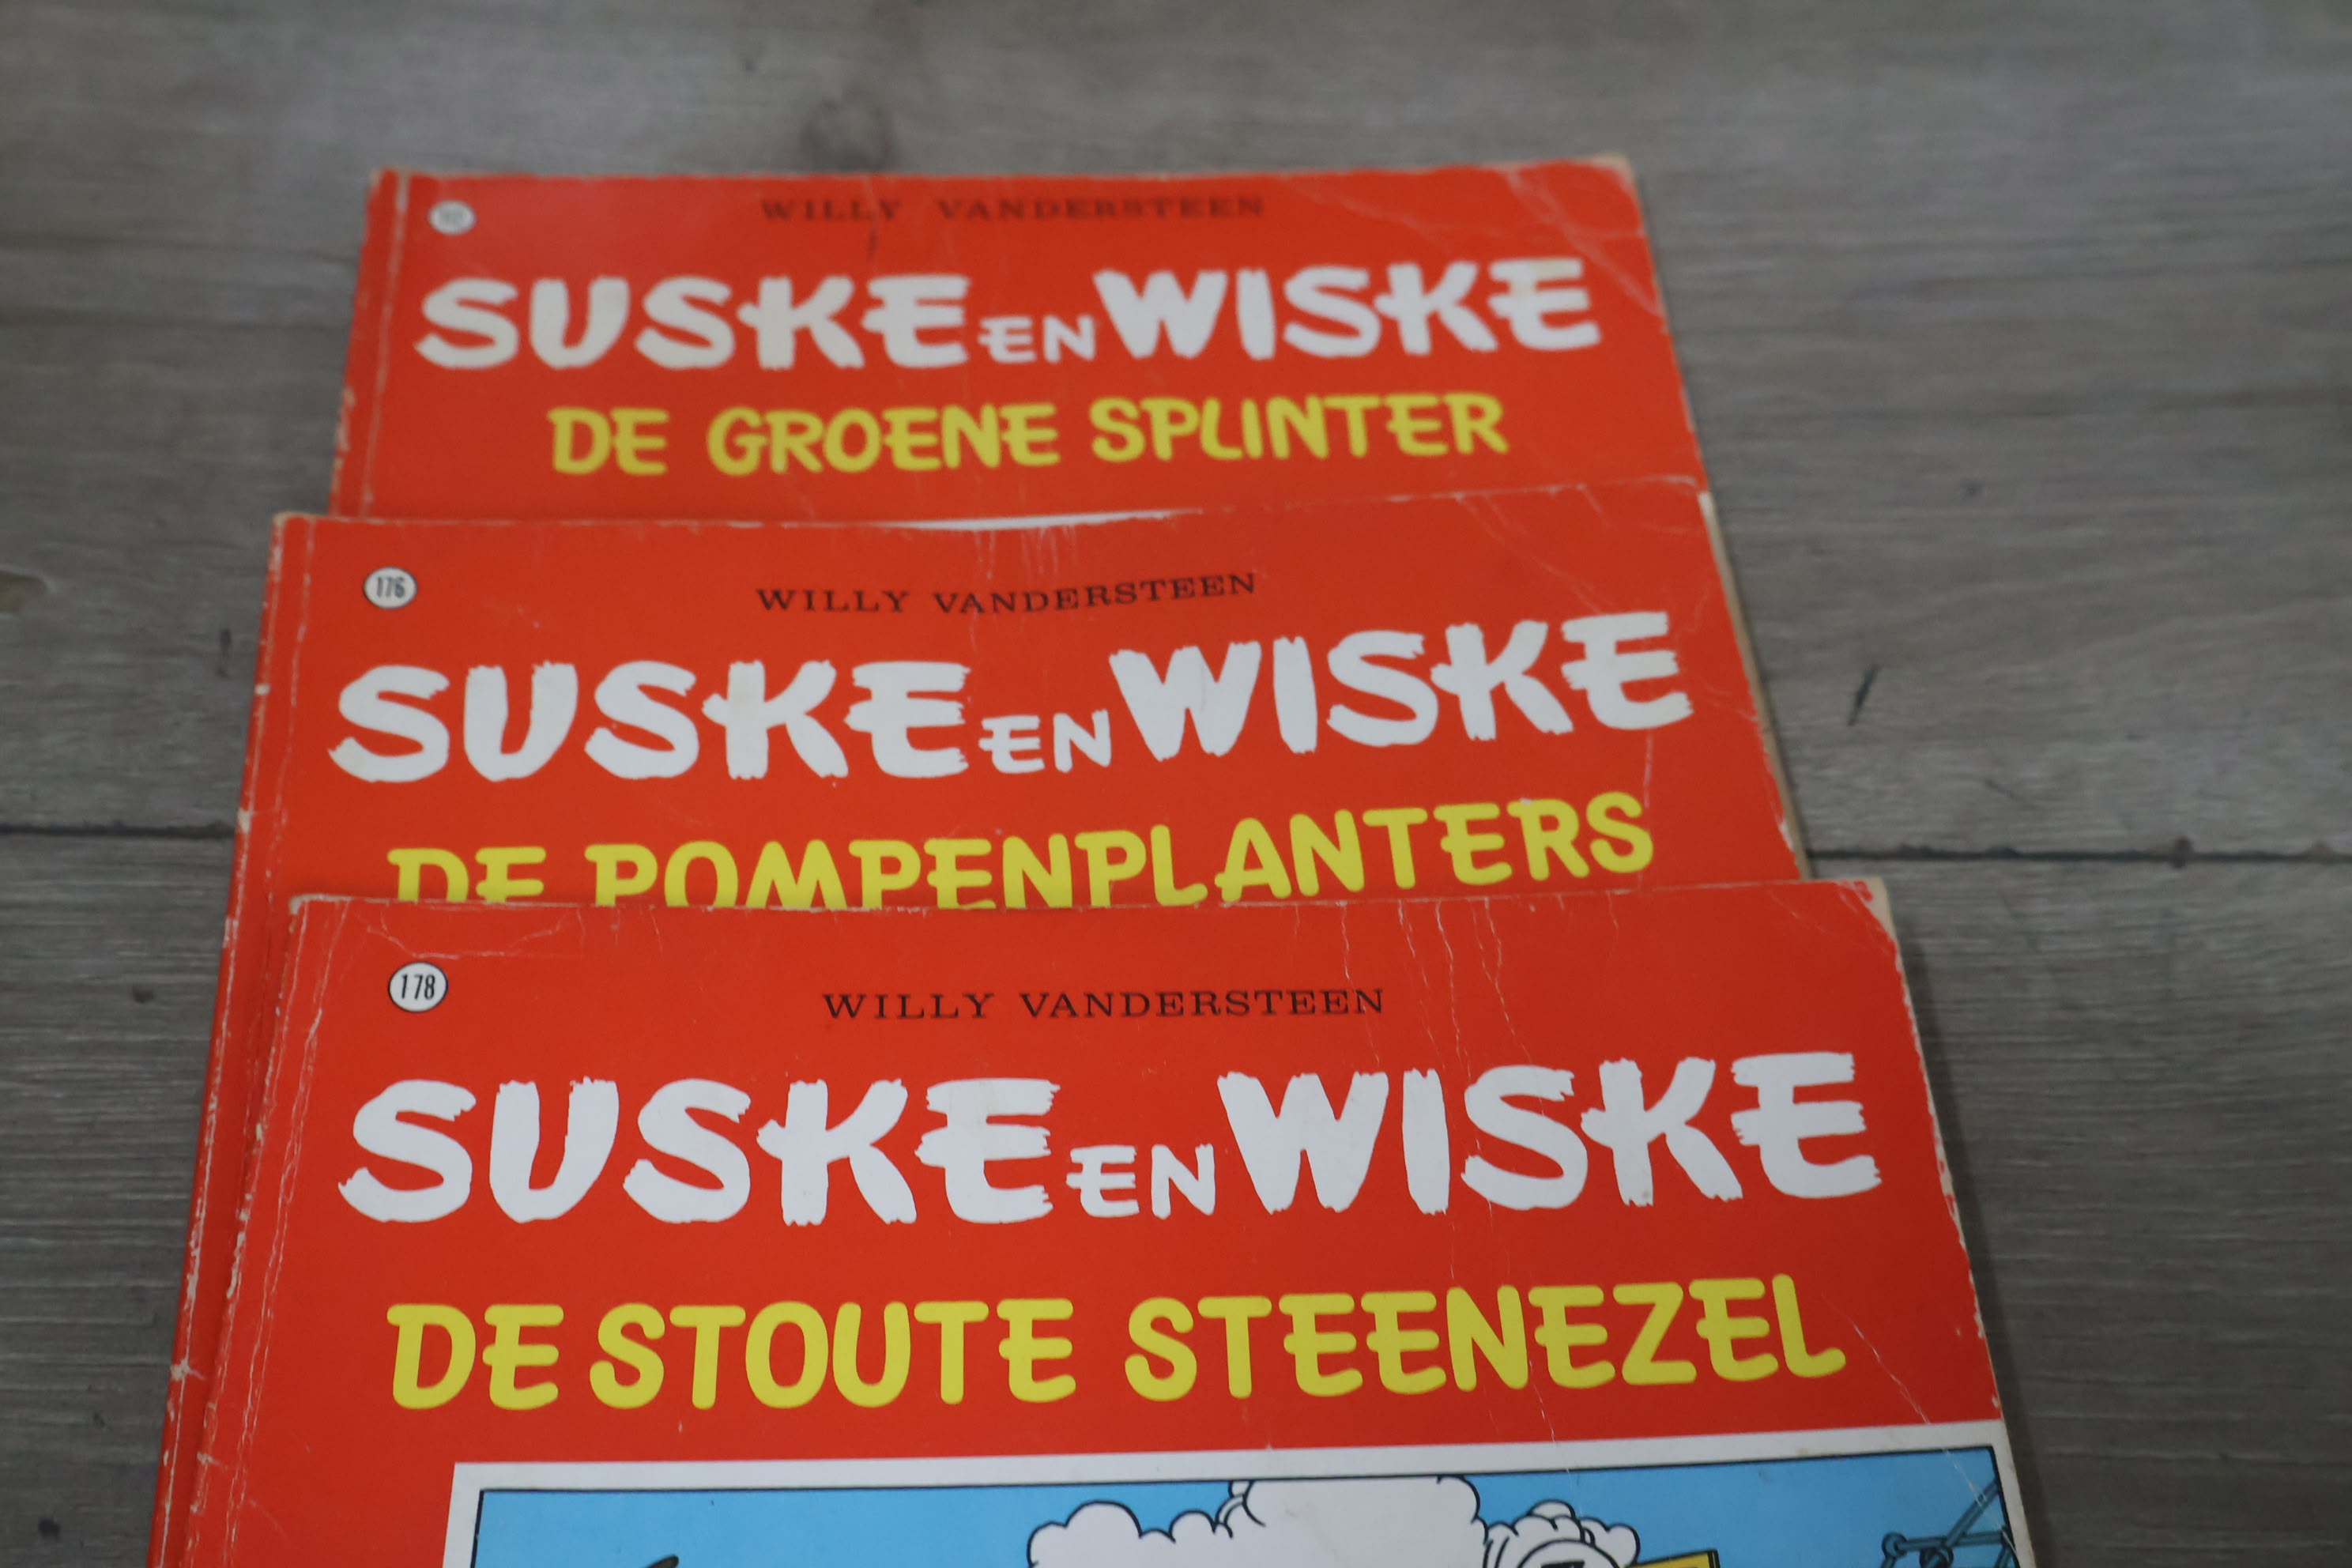 WILLY VANDERSTEEN
SUSKE EN WISKE
DE GROENE SPLINTER
176
WILLY VANDERSTEEN
SUSKE EN WISKE
DE POMPENPLANTERS
178
WILLY VANDERSTEEN
SUSKE EN WISKE
DE STOUTE STEENEZEL